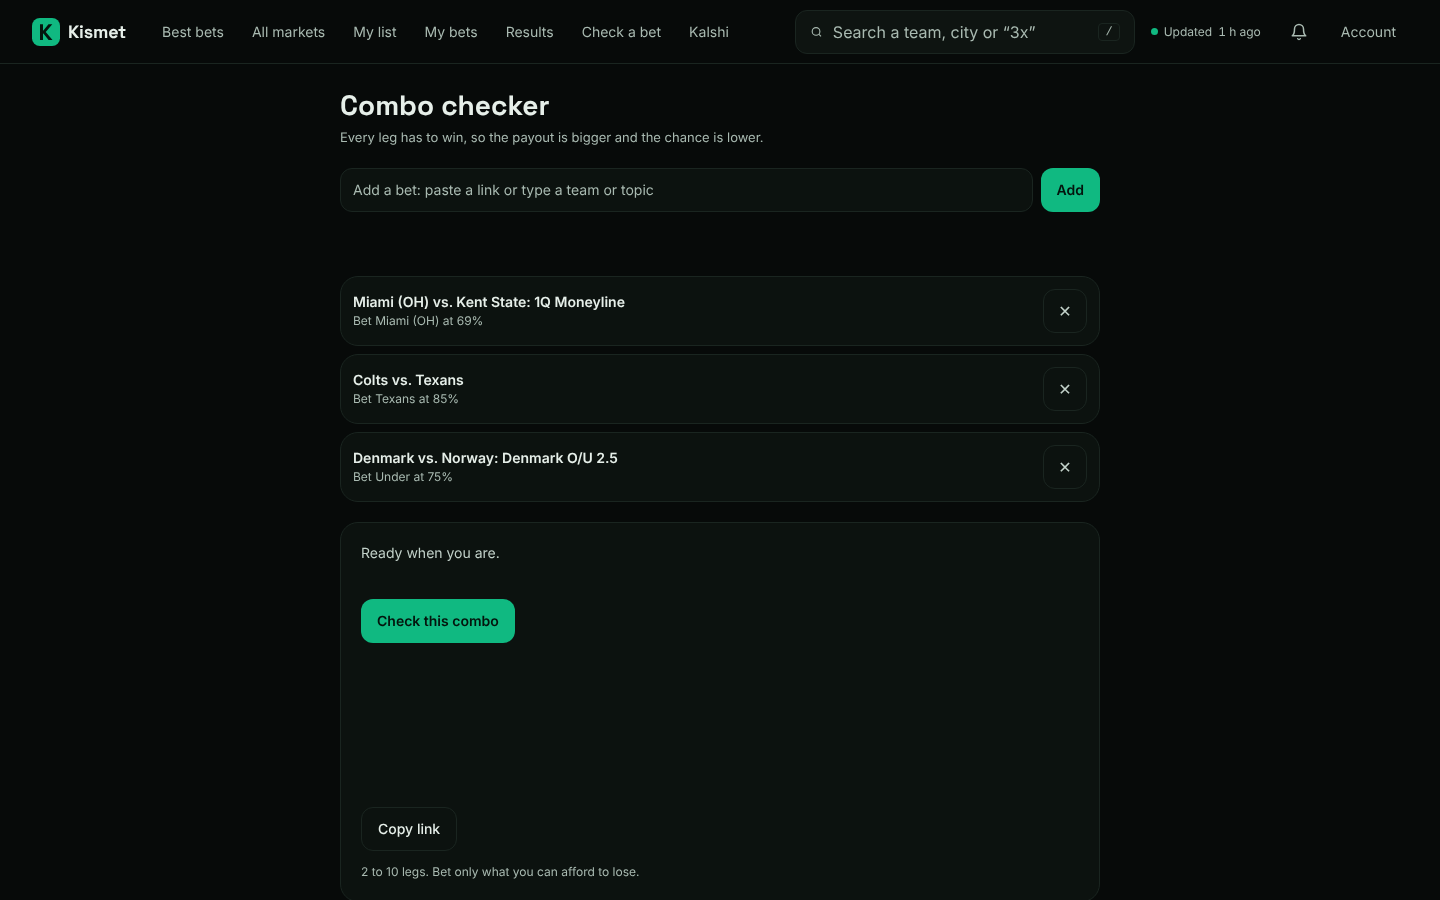 Kismet
Best bets
All markets
My list
My bets
Results
Check a bet
Kalshi
Search a team, city or “3x”
/
Updated 1 h ago
Account
Combo checker
Every leg has to win, so the payout is bigger and the chance is lower.
Add a bet: paste a link or type a team or topic
Add
Miami (OH) vs. Kent State: 1Q Moneyline
Bet Miami (OH) at 69%
Colts vs. Texans
Bet Texans at 85%
Denmark vs. Norway: Denmark O/U 2.5
Bet Under at 75%
Ready when you are.
Check this combo
Copy link
2 to 10 legs. Bet only what you can afford to lose.